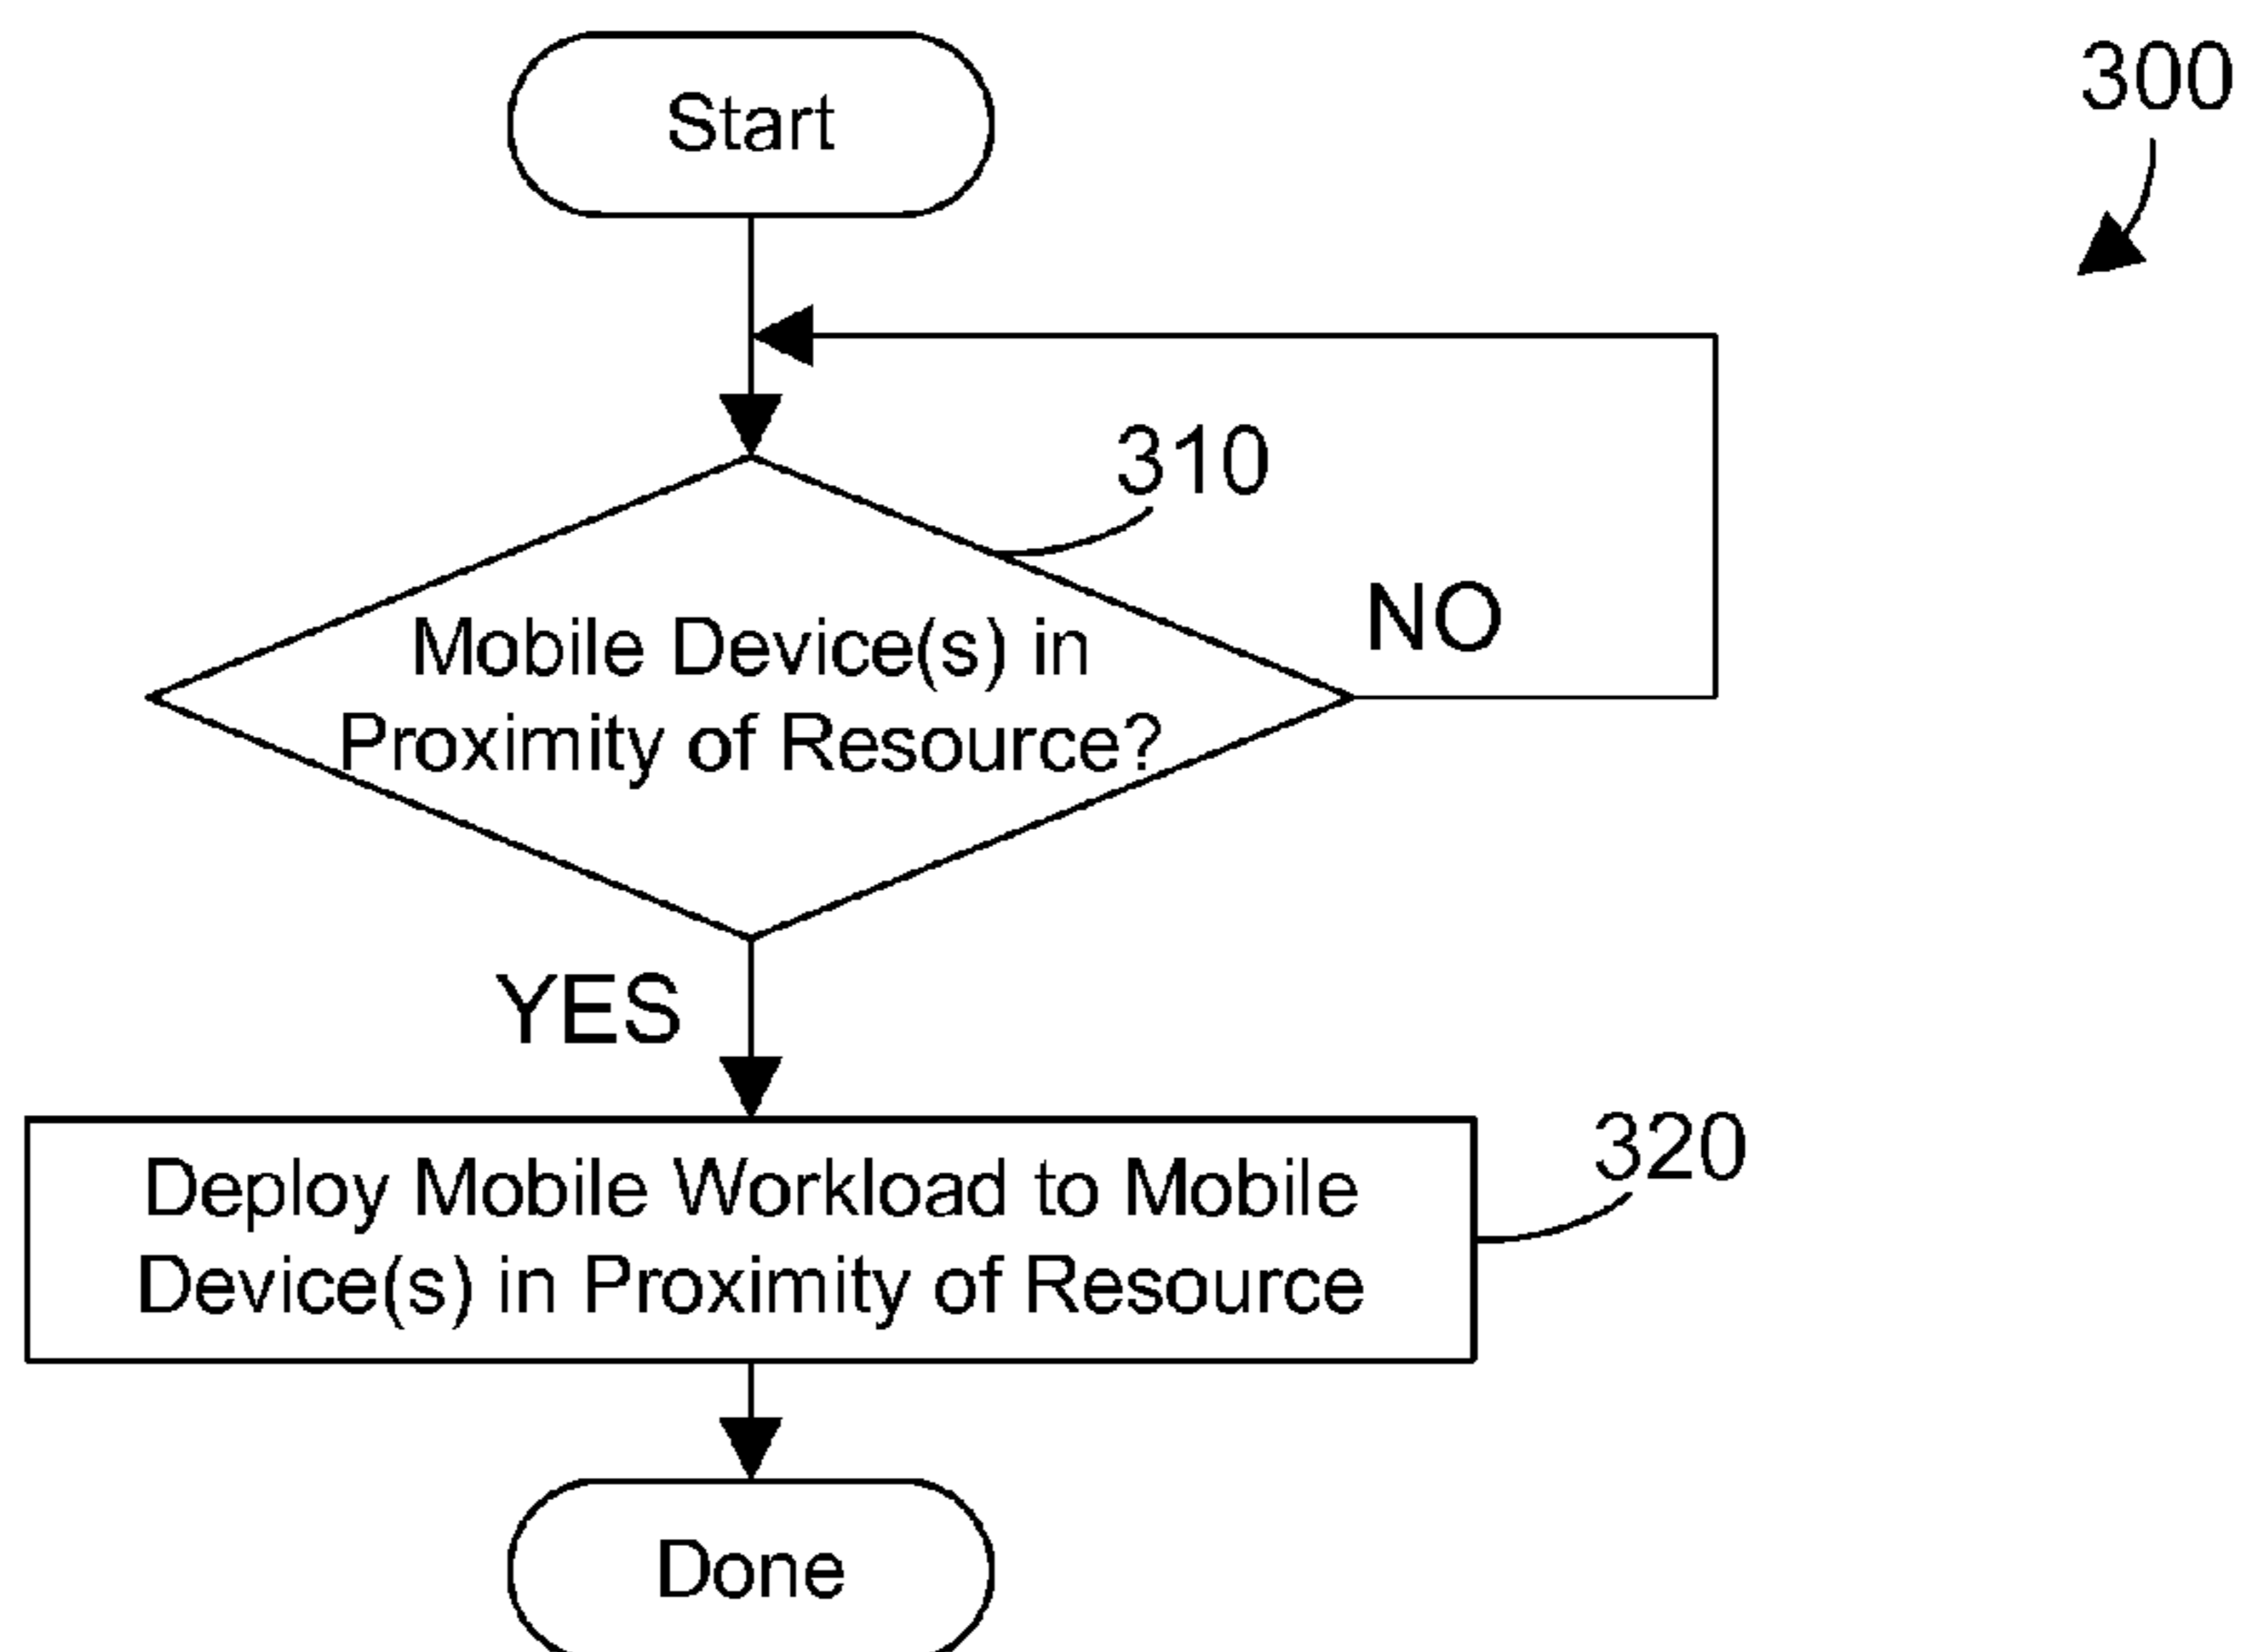 Start
300
310
Mobile Device(s) in
Proximity of Resource?
NO
YES
Deploy Mobile Workload to Mobile
Device(s) in Proximity of Resource
320
Done